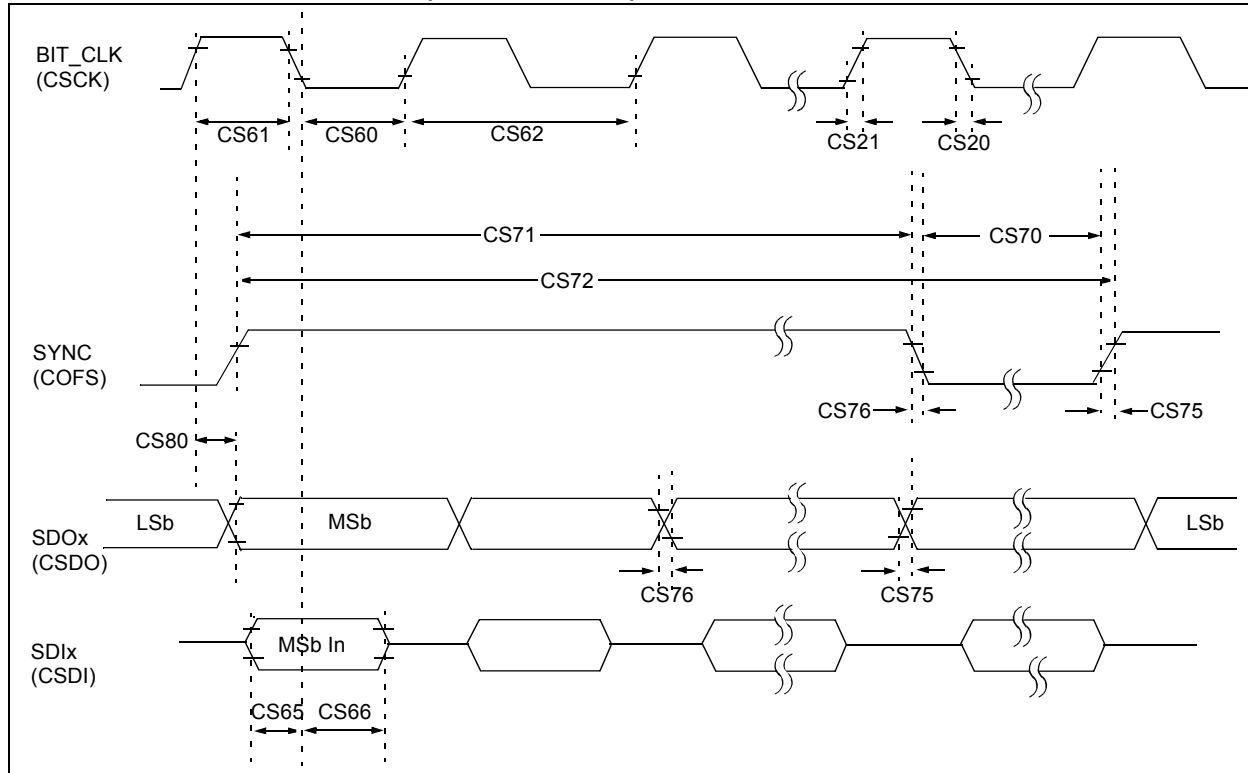 BIT_CLK
(CSCK)
CS61
CS60
CS62
CS21
CS20
CS71
CS70
CS72
SYNC
(COFS)
CS76
CS75
CS80
LSb
MSb
LSb
SDOx
(CSDO)
CS76
CS75
MSb In
SDIx
(CSDI)
CS65
CS66